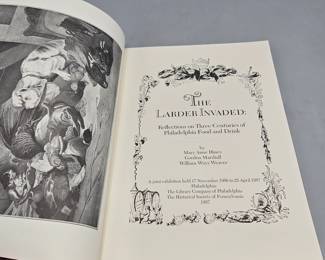 THE
LARDER INVADED:
Reflections on Three Centuries of
Philadelphia Food and Drink
by
Mary Anne Hines
Gordon Marshall
William Woys Weaver
A joint exhibition held 17 November 1986 to 25 April 1987
Philadelphia:
The Library Company of Philadelphia
The Historical Society of Pennsylvania
1987